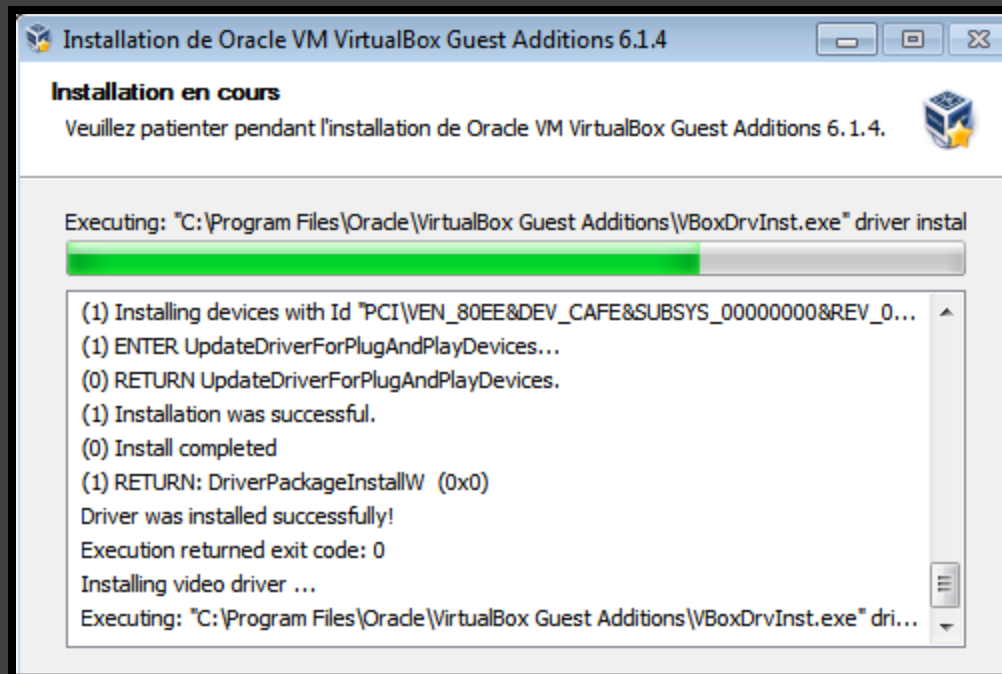 Installation de Oracle VM VirtualBox Guest Additions 6.1.4
Installation en cours
Veuillez patienter pendant l'installation de Oracle VM VirtualBox Guest Additions 6.1.4.
Executing: "C:\Program Files\Oracle\VirtualBox Guest Additions\VBoxDrvInst.exe" driver instal
(1) Installing devices with Id "PCI\VEN_80EE&DEV_CAFE&SUBSYS_00000000&REV_0...
(1) ENTER UpdateDriverForPlugAndPlayDevices...
(0) RETURN UpdateDriverForPlugAndPlayDevices.
(1) Installation was successful.
(0) Install completed
(1) RETURN: DriverPackageInstallW (0x0)
Driver was installed successfully!
Execution returned exit code: 0
Installing video driver ...
Executing: "C:\Program Files\Oracle\VirtualBox Guest Additions\VBoxDrvInst.exe" dri...